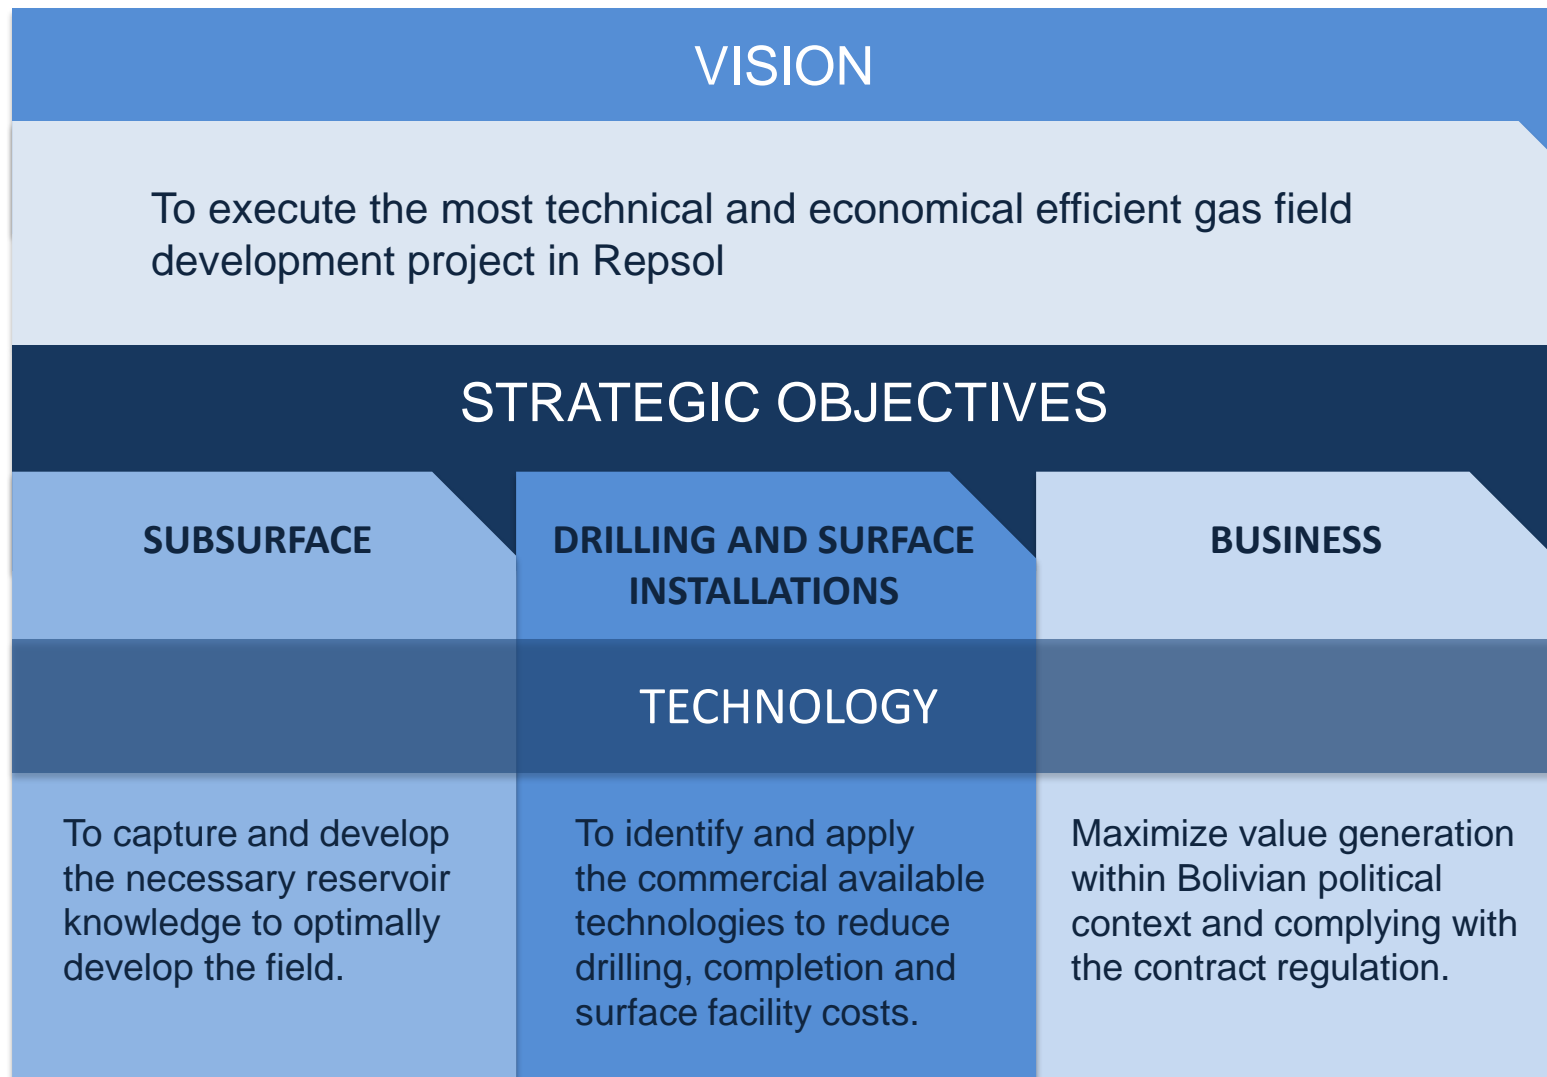 VISION
To execute the most technical and economical efficient gas field
development project in Repsol
STRATEGIC OBJECTIVES
SUBSURFACE
DRILLING AND SURFACE
INSTALLATIONS
BUSINESS
TECHNOLOGY
To capture and develop
the necessary reservoir
knowledge to optimally
develop the field.
To identify and apply
the commercial available
technologies to reduce
drilling, completion and
surface facility costs.
Maximize value generation
within Bolivian political
context and complying with
the contract regulation.